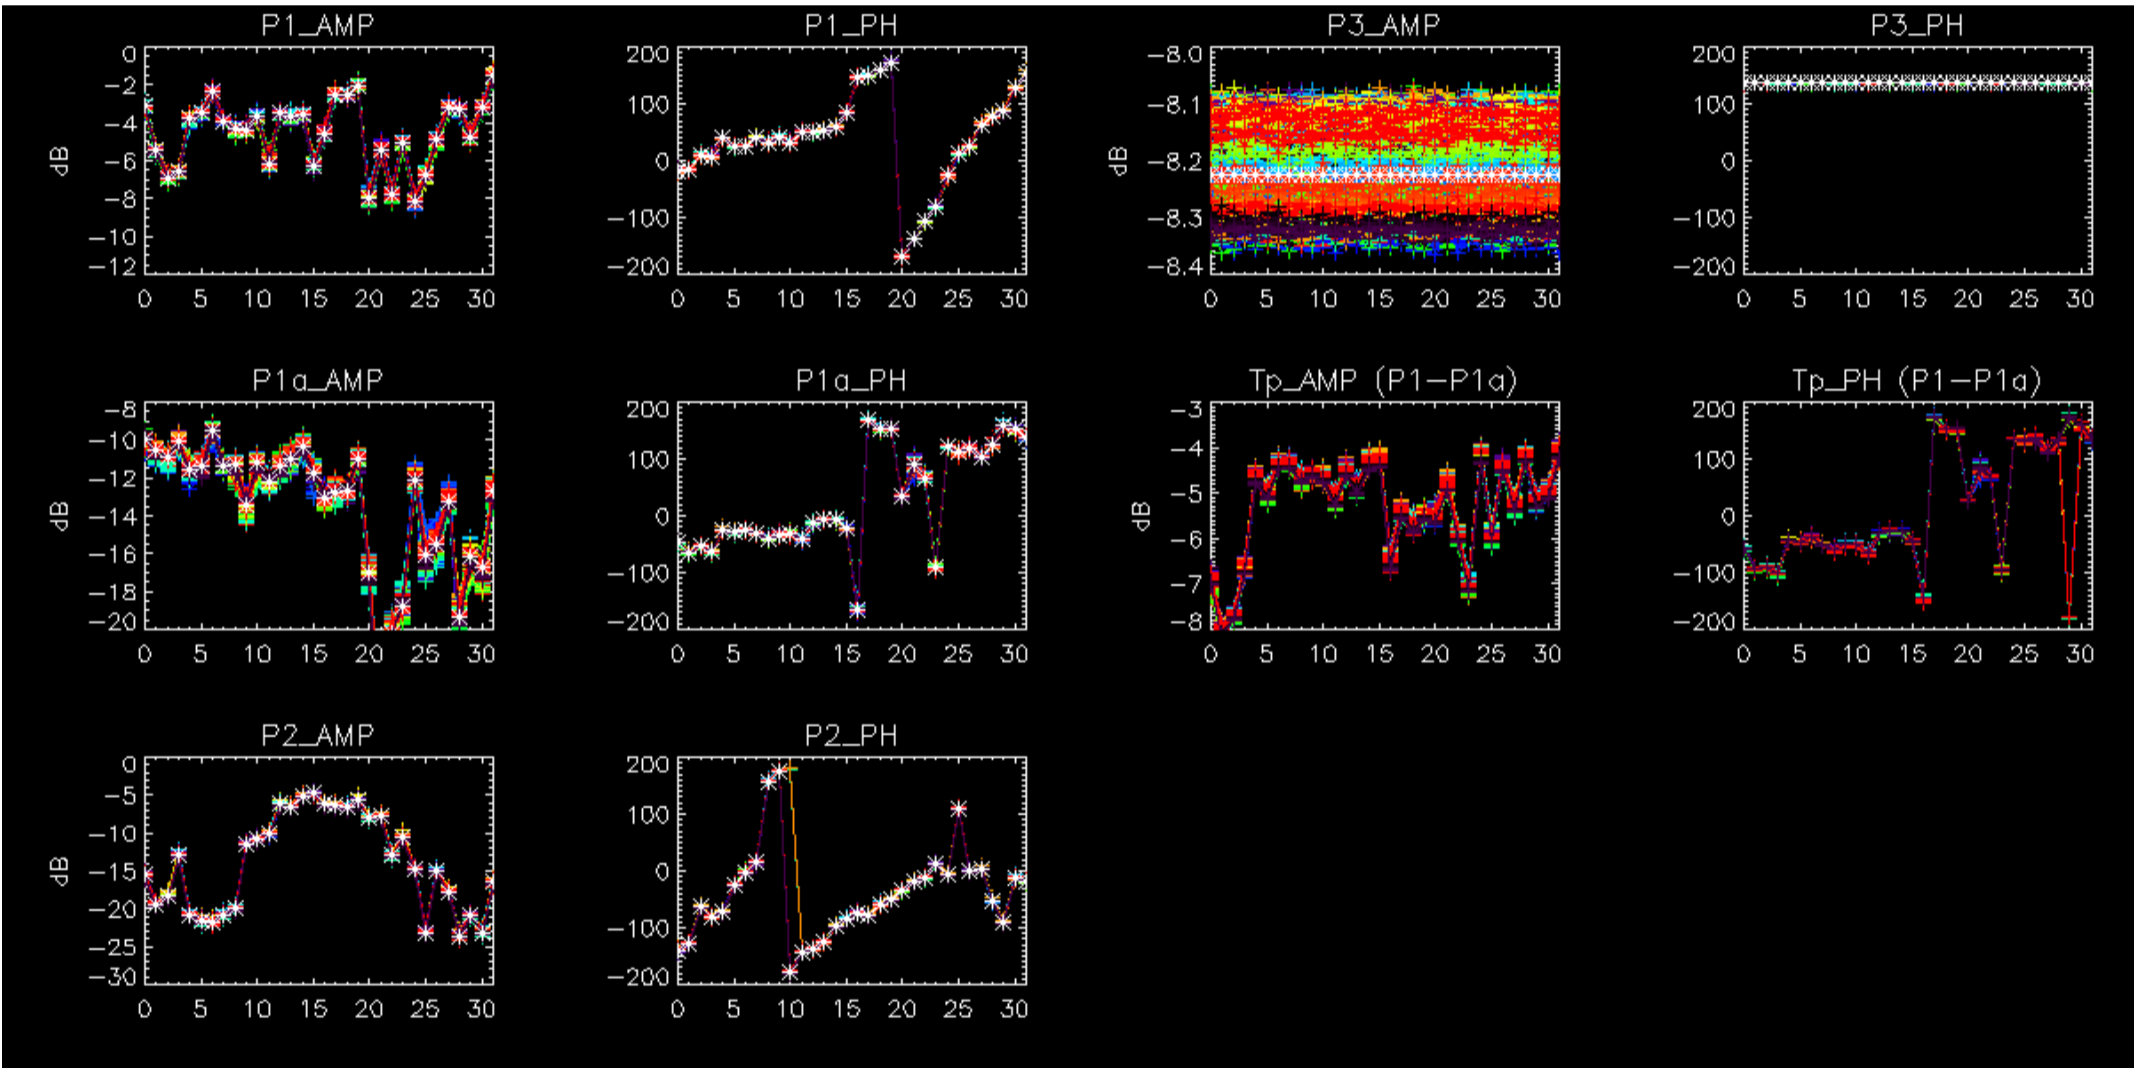 P1_AMP
P1_PH
P3_AMP
P3_PH
0
-2
-4
-6
-8
-10
-12
dB
0 5 10 15 20 25 30
200
100
0
-100
-200
0 5 10 15 20 25 30
-8.0
-8.1
-8.2
-8.3
-8.4
dB
0 5 10 15 20 25 30
200
100
0
-100
-200
0 5 10 15 20 25 30
P1a_AMP
P1a_PH
Tp_AMP (P1-P1a)
Tp_PH (P1-P1a)
-8
-10
-12
-14
-16
-18
-20
dB
0 5 10 15 20 25 30
200
100
0
-100
-200
0 5 10 15 20 25 30
-3
-4
-5
-6
-7
-8
dB
0 5 10 15 20 25 30
200
100
0
-100
-200
0 5 10 15 20 25 30
P2_AMP
P2_PH
0
-5
-10
-15
-20
-25
-30
dB
0 5 10 15 20 25 30
200
100
0
-100
-200
0 5 10 15 20 25 30